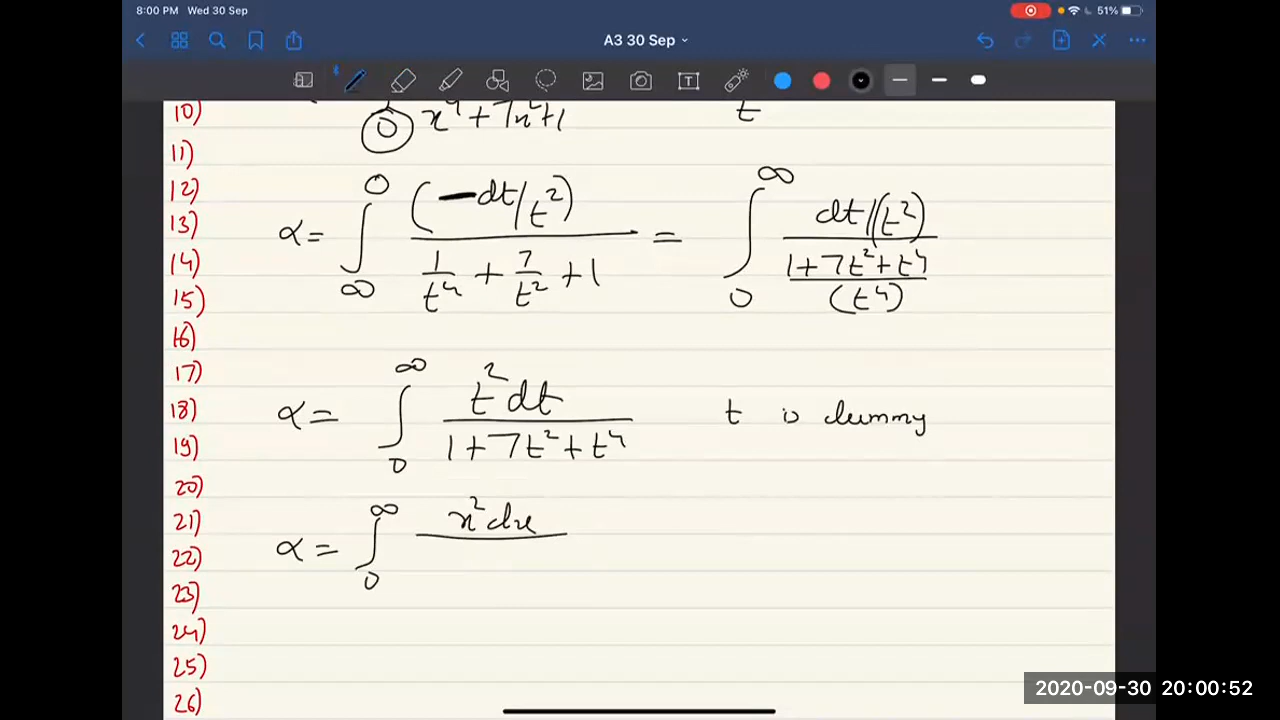 8:00 PM Wed 30 Sep 51%
A3 30 Sep
10) 0 x⁴ + 7x² + 1 t
11)
12) 0 (-dt/t²) ∞ dt/(t²)
13) α = ∫ =  ∫
14) 1/t⁴ + 7/t² + 1 1 + 7t² + t⁴
15) ∞ 0 (t⁴)
16)
17) ∞
18) α = ∫ t² dt t is dummy
19) 0 1 + 7t² + t⁴
20)
21) ∞ x² dx
22) α = ∫
23) 0
24)
25)
26)
2020-09-30 20:00:52